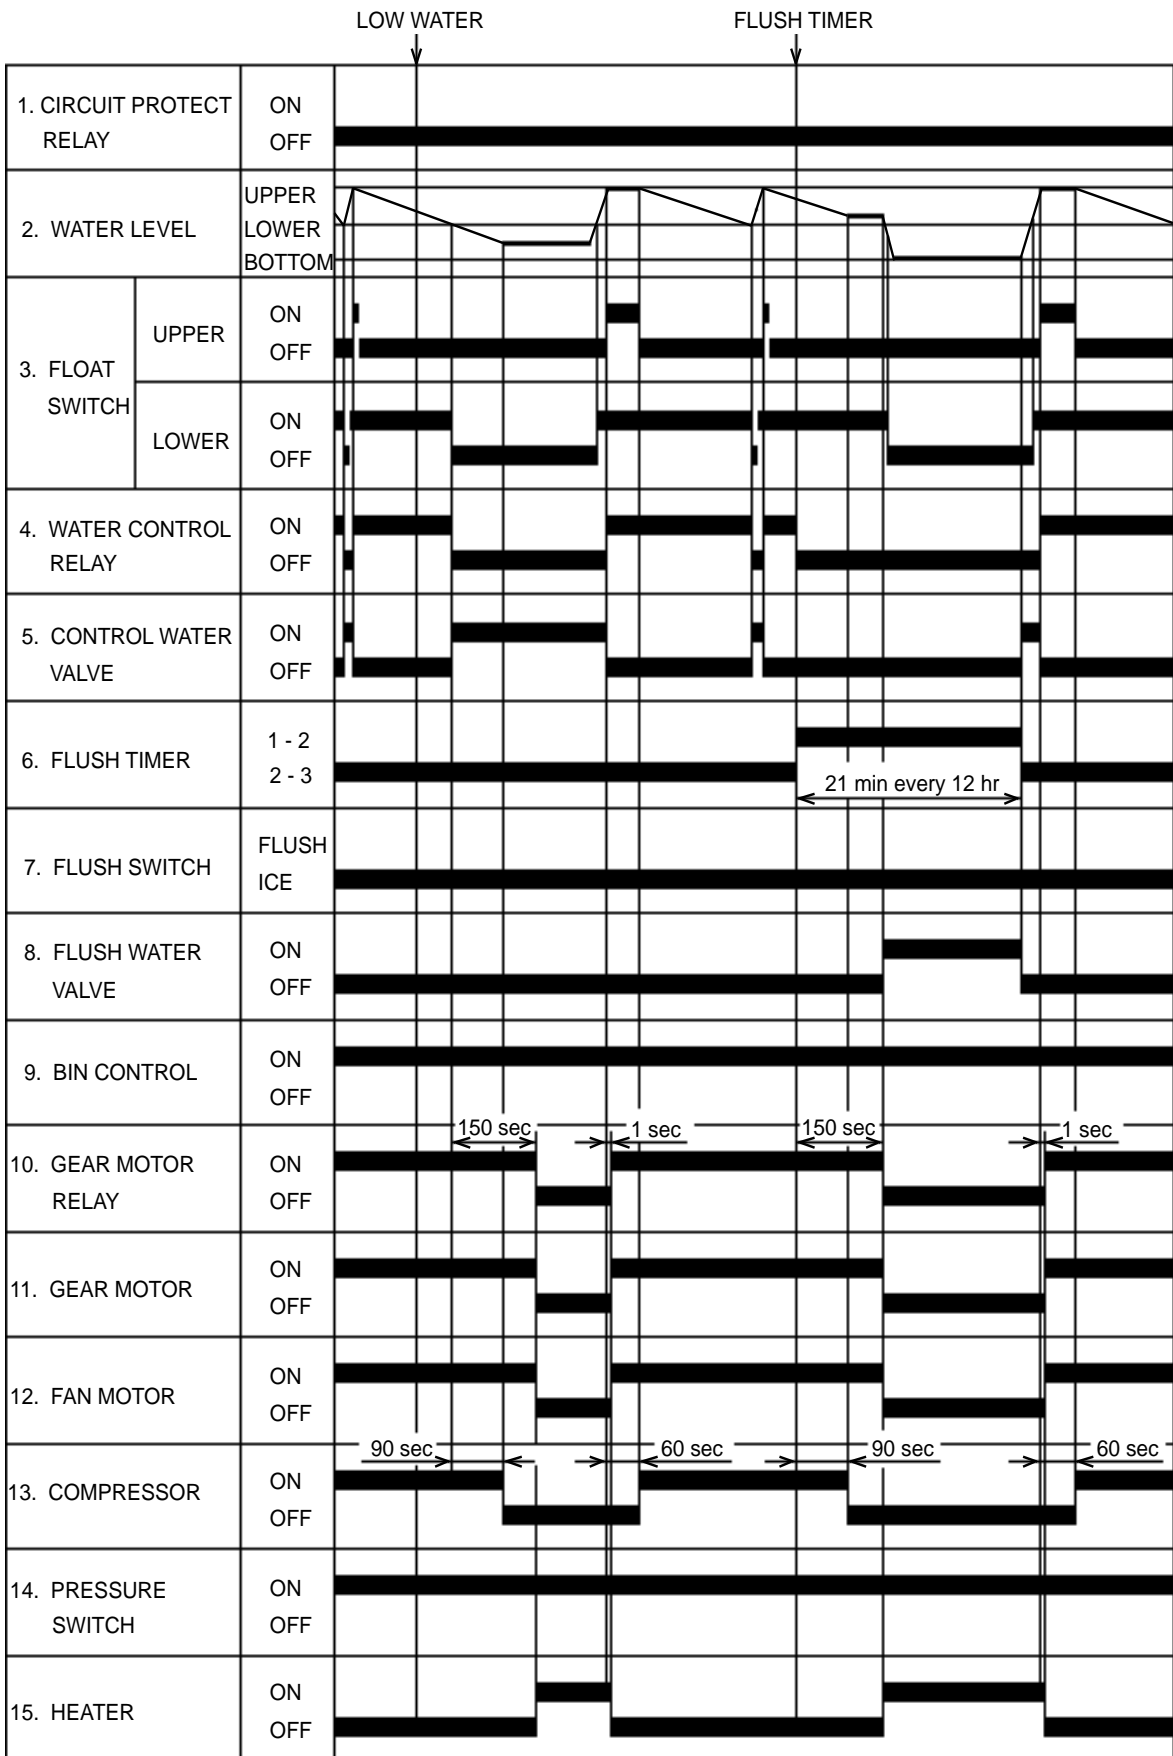 LOW WATER
FLUSH TIMER
1. CIRCUIT PROTECT
RELAY
ON
OFF
2. WATER LEVEL
UPPER
LOWER
BOTTOM
3. FLOAT
SWITCH
UPPER
ON
OFF
LOWER
ON
OFF
4. WATER CONTROL
RELAY
ON
OFF
5. CONTROL WATER
VALVE
ON
OFF
6. FLUSH TIMER
1 - 2
2 - 3
21 min every 12 hr
7. FLUSH SWITCH
FLUSH
ICE
8. FLUSH WATER
VALVE
ON
OFF
9. BIN CONTROL
ON
OFF
150 sec
1 sec
150 sec
1 sec
10. GEAR MOTOR
RELAY
ON
OFF
11. GEAR MOTOR
ON
OFF
12. FAN MOTOR
ON
OFF
90 sec
60 sec
90 sec
60 sec
13. COMPRESSOR
ON
OFF
14. PRESSURE
SWITCH
ON
OFF
15. HEATER
ON
OFF